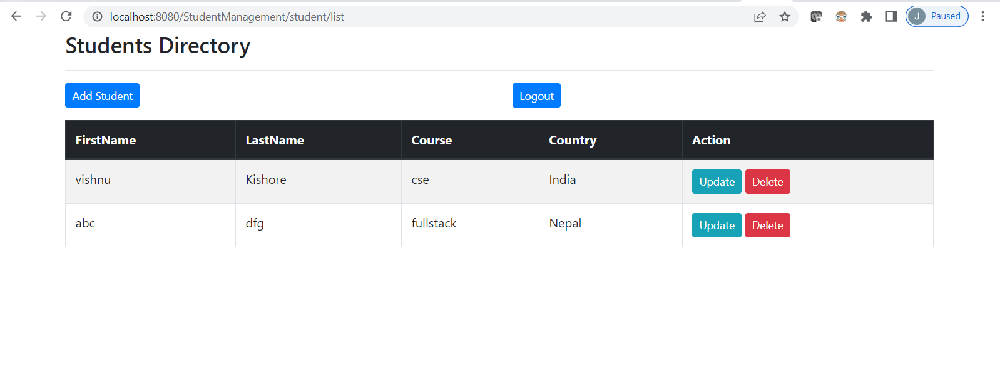 localhost:8080/StudentManagement/student/list
J Paused
Students Directory
Add Student Logout
FirstName LastName Course Country Action
vishnu Kishore cse India Update Delete
abc dfg fullstack Nepal Update Delete